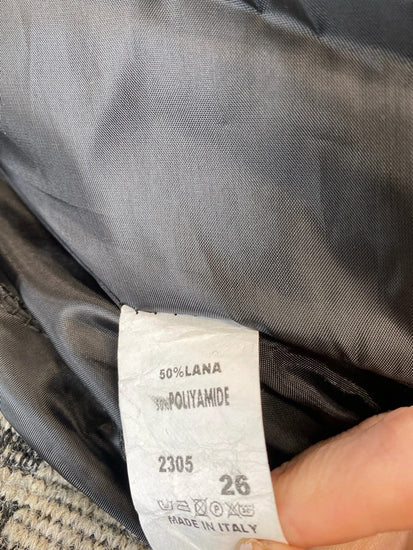 50%LANA
50%POLIYAMIDE
2305
26
MADE IN ITALY